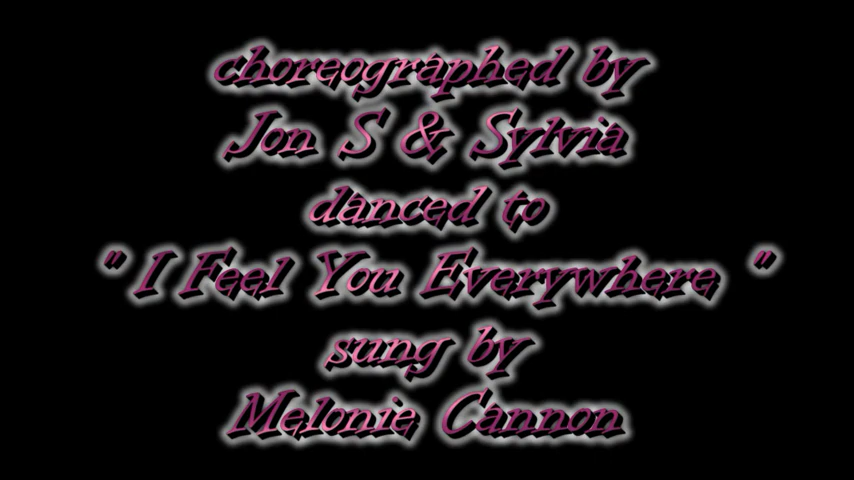 choreographed by
Jon S & Sylvia
danced to
" I Feel You Everywhere "
sung by
Melonie Cannon